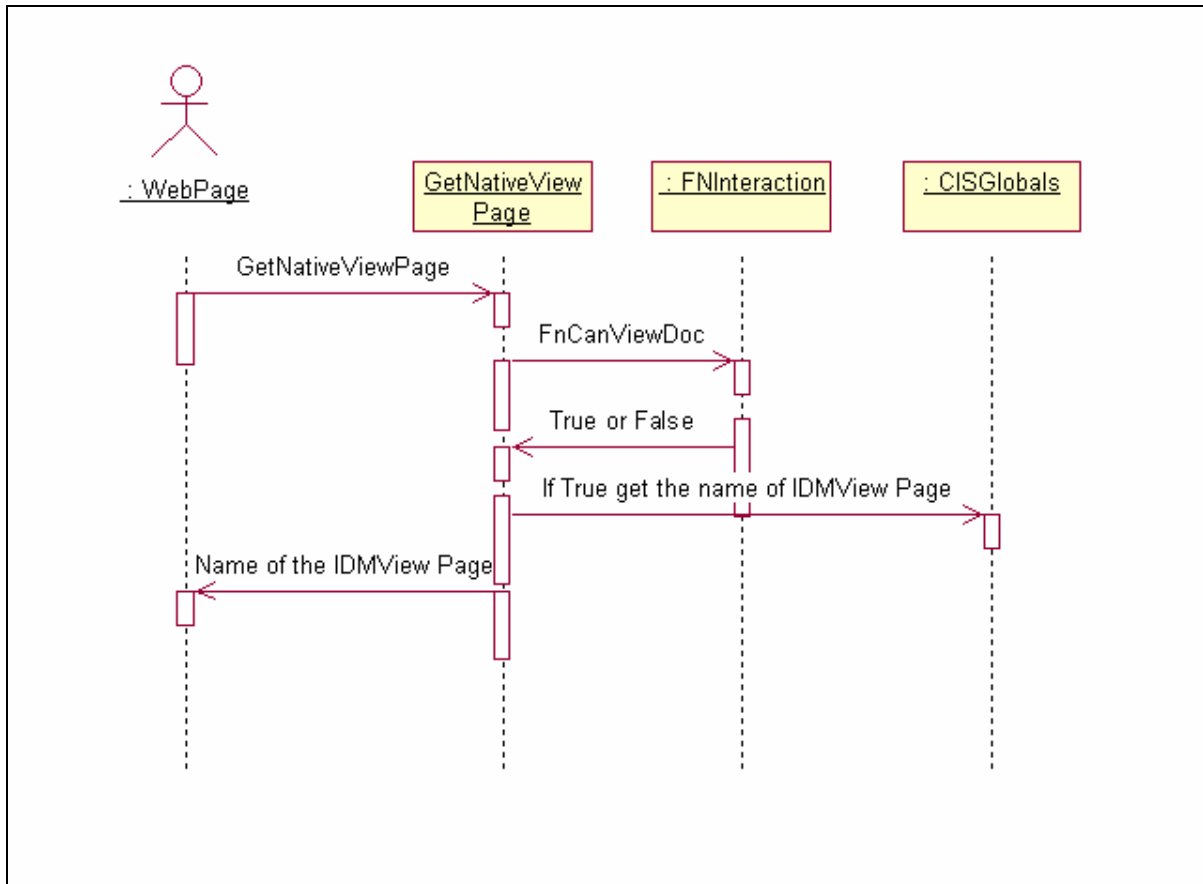 : WebPage
GetNativeView
Page
: FNInteraction
: CISGlobals
GetNativeViewPage
FnCanViewDoc
True or False
If True get the name of IDMView Page
Name of the IDMView Page